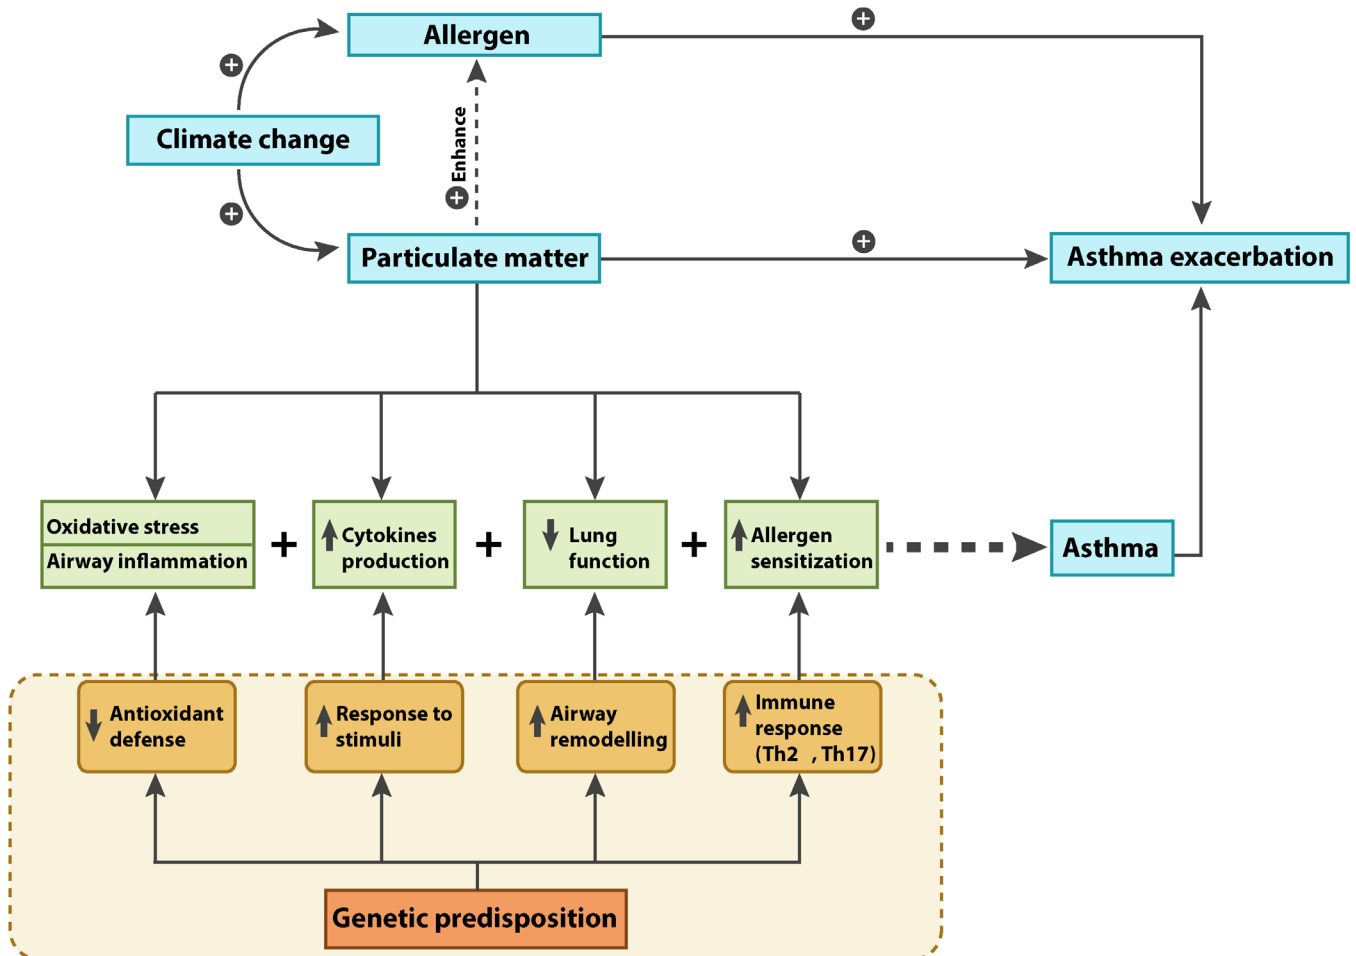 Allergen
Climate change
Enhance
Particulate matter
Asthma exacerbation
Oxidative stress
Airway inflammation
+
Cytokines
production
+
Lung
function
+
Allergen
sensitization
Asthma
Antioxidant
defense
Response to
stimuli
Airway
remodelling
Immune
response
(Th2 , Th17)
Genetic predisposition